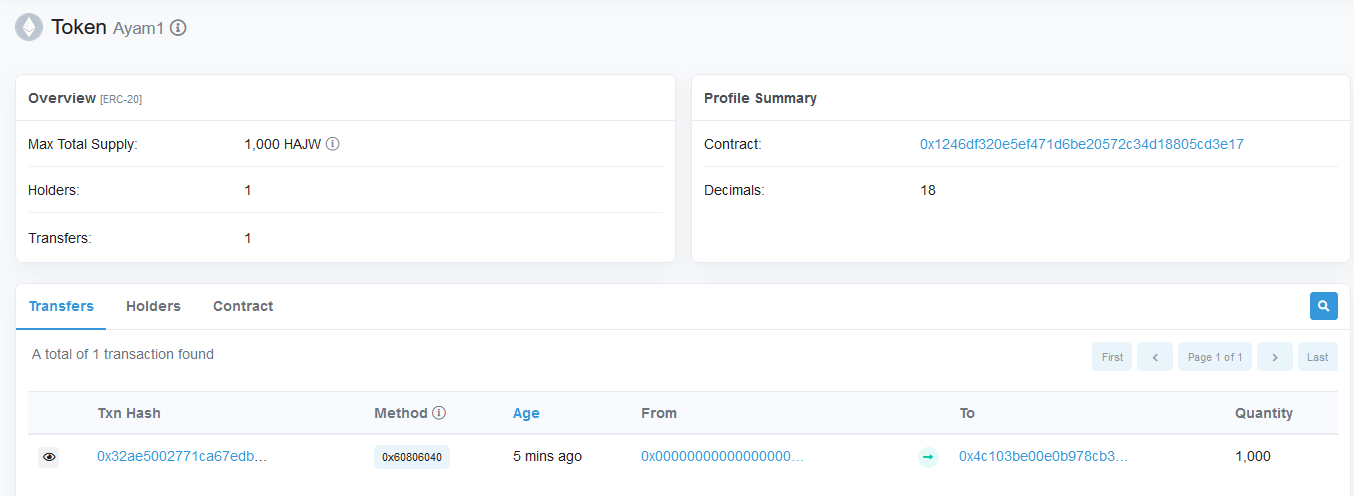 Token Ayam1
Overview [ERC-20]
Max Total Supply: 1,000 HAJW
Holders: 1
Transfers: 1
Profile Summary
Contract: 0x1246df320e5ef471d6be20572c34d18805cd3e17
Decimals: 18
Transfers Holders Contract
A total of 1 transaction found
First Page 1 of 1 Last
Txn Hash Method Age From To Quantity
0x32ae5002771ca67edb... 0x60806040 5 mins ago 0x00000000000000000... 0x4c103be00e0b978cb3... 1,000